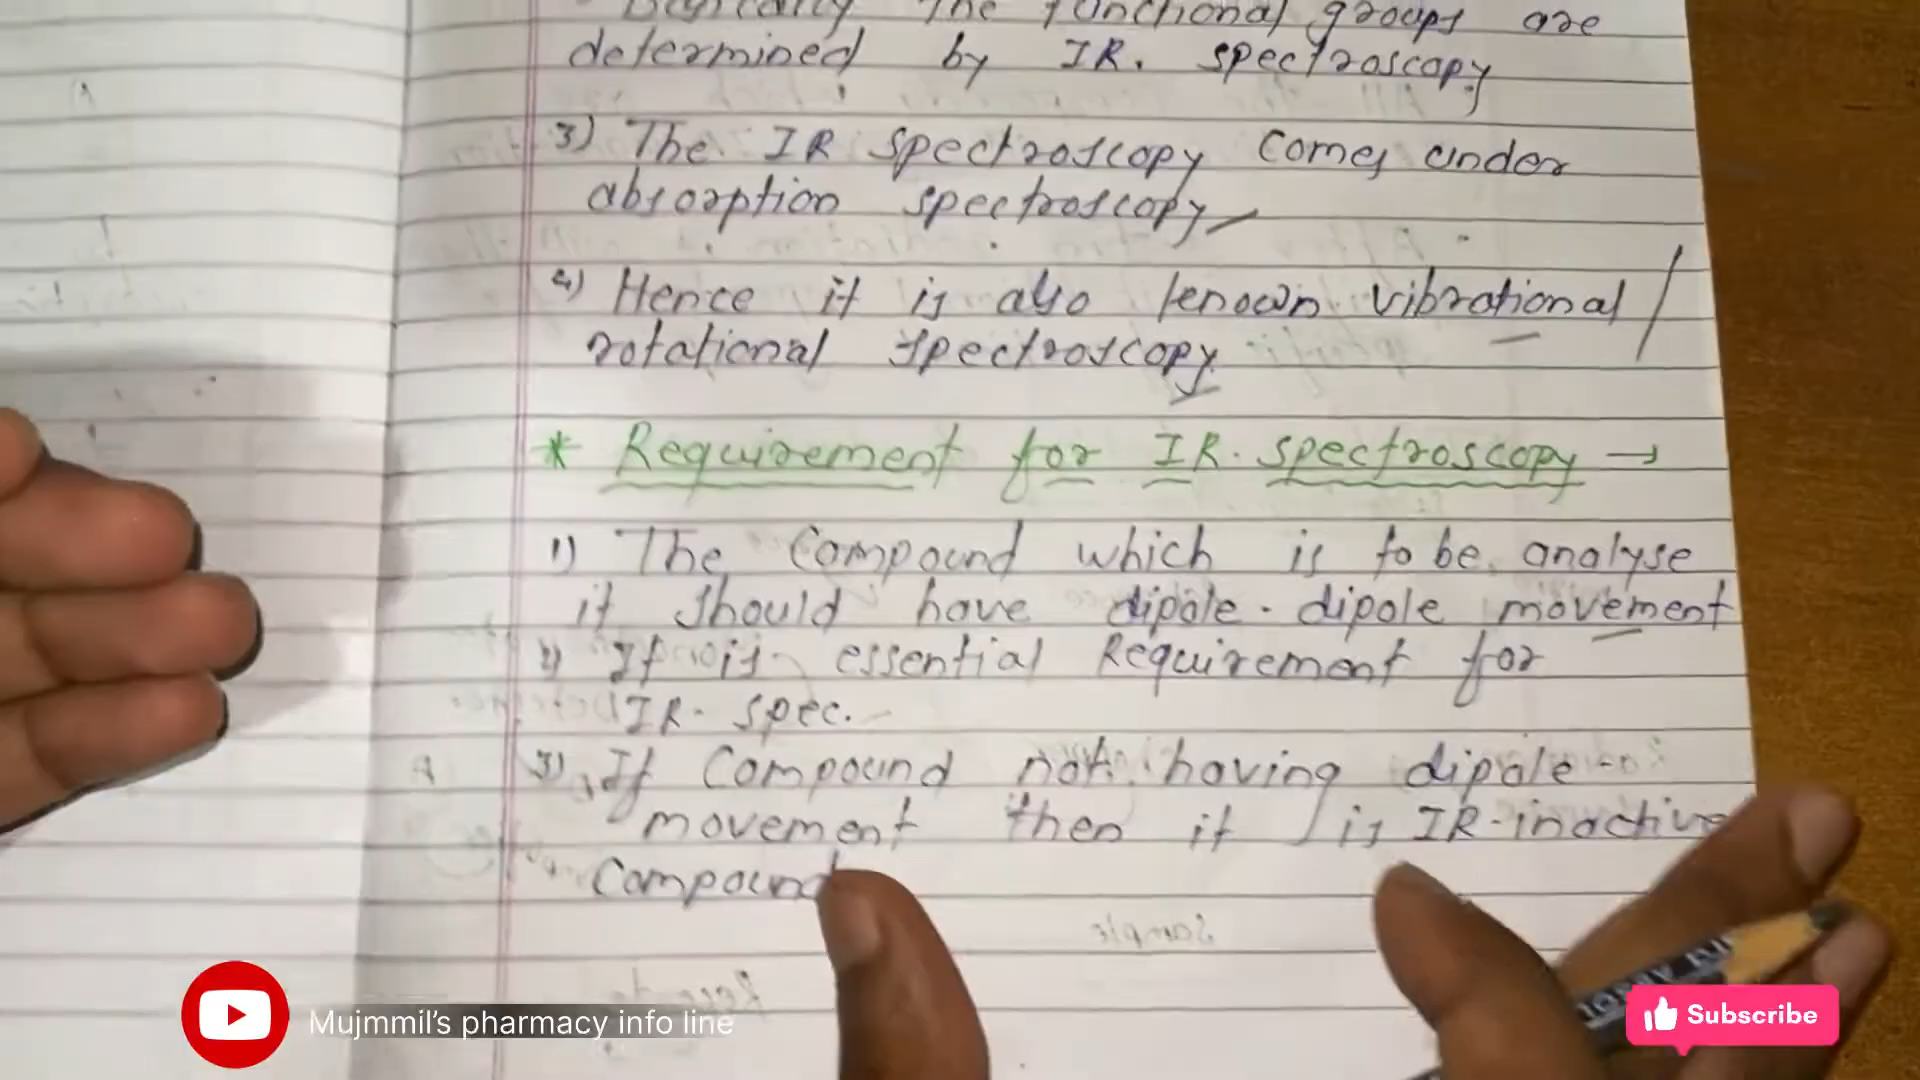 Basically the functional groups are
determined by IR. spectroscopy
3) The IR spectroscopy Comes under
absorption spectroscopy
4) Hence it is also known vibrational /
rotational spectroscopy.
* Requirement for IR. spectroscopy →
1) The Compound which is to be analyse
it should have dipole - dipole movement
2) It is essential Requirement for
IR- spec.
3) If Compound not having dipole -
movement then it is IR-inactive
Compound
Sample
Mujmmil's pharmacy info line
Subscribe